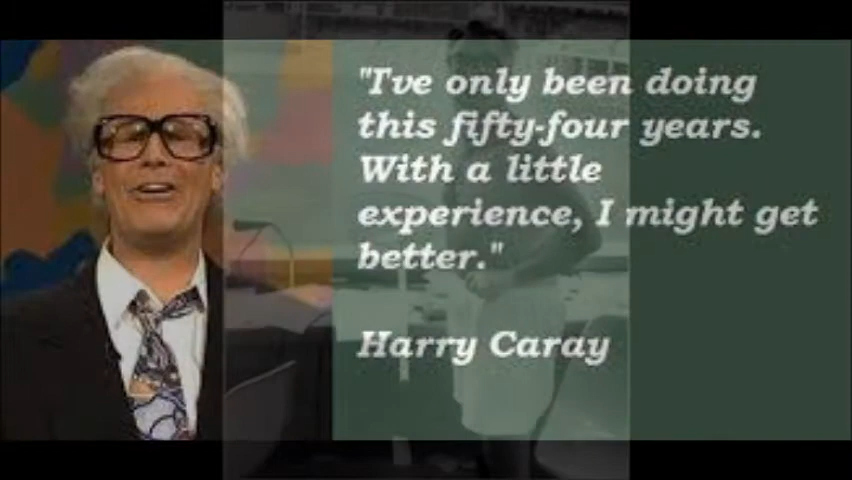 "I've only been doing
this fifty-four years.
With a little
experience, I might get
better."
Harry Caray